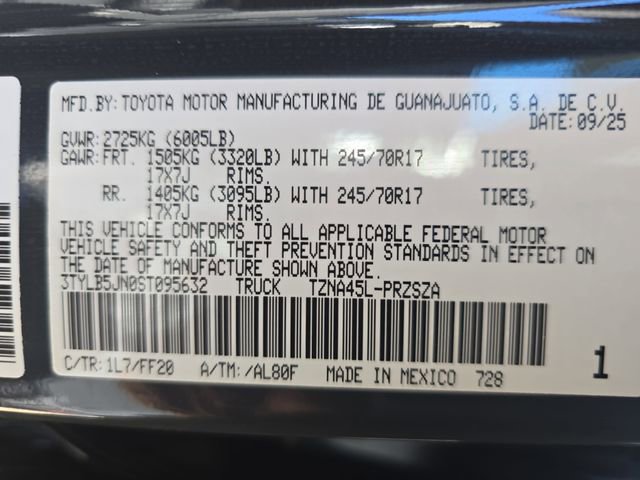 MFD.BY: TOYOTA MOTOR MANUFACTURING DE GUANAJUATO, S.A. DE C.V.
DATE: 09/25
GVWR: 2725KG (6005LB)
GAWR: FRT. 1505KG (3320LB) WITH 245/70R17 TIRES,
17X7J RIMS.
RR. 1405KG (3095LB) WITH 245/70R17 TIRES,
17X7J RIMS.
THIS VEHICLE CONFORMS TO ALL APPLICABLE FEDERAL MOTOR
VEHICLE SAFETY AND THEFT PREVENTION STANDARDS IN EFFECT ON
THE DATE OF MANUFACTURE SHOWN ABOVE.
3TYLB5JN0ST095632 TRUCK TZNA45L-PRZSZA
C/TR: 1L7/FF20 A/TM: /AL80F MADE IN MEXICO 728 1